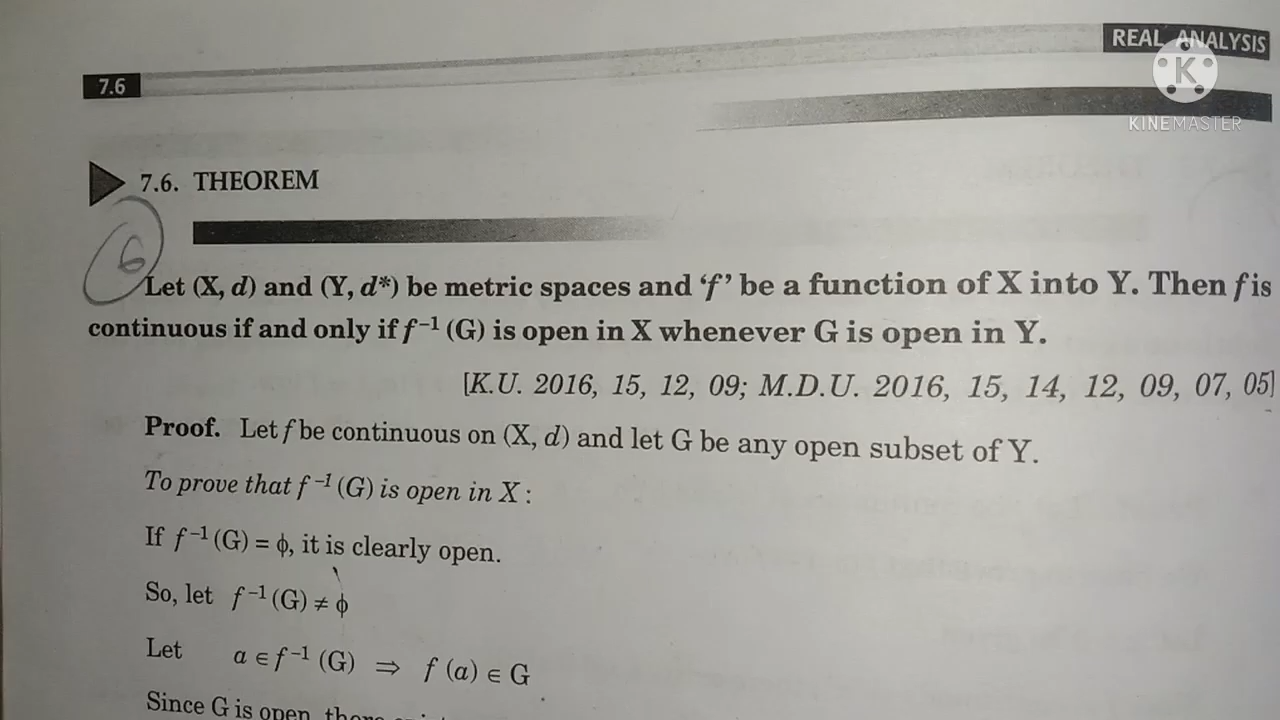 REAL ANALYSIS
7.6
K
KINEMASTER
7.6. THEOREM
6
Let (X, d) and (Y, d*) be metric spaces and ‘f’ be a function of X into Y. Then f is
continuous if and only if f⁻¹ (G) is open in X whenever G is open in Y.
[K.U. 2016, 15, 12, 09; M.D.U. 2016, 15, 14, 12, 09, 07, 05]
Proof. Let f be continuous on (X, d) and let G be any open subset of Y.
To prove that f⁻¹ (G) is open in X :
If f⁻¹ (G) = ϕ, it is clearly open.
So, let f⁻¹ (G) ≠ ϕ
Let a ∈ f⁻¹ (G) ⇒ f (a) ∈ G
Since G is open, there